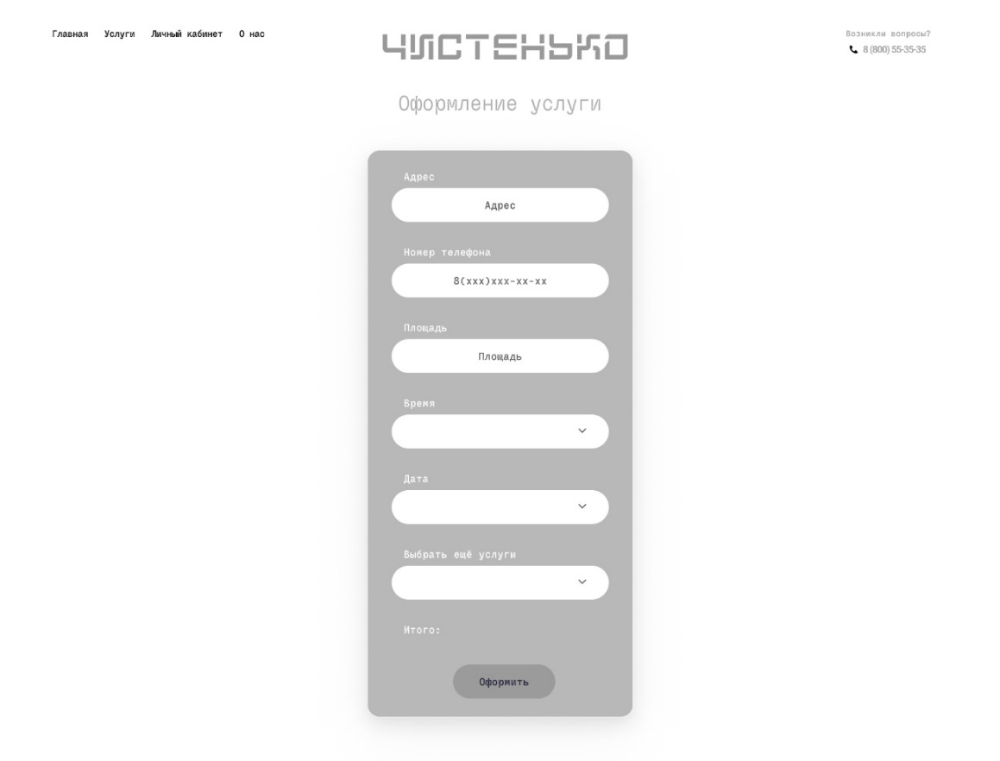 Главная Услуги Личный кабинет О нас
ЧИСТЕНЬКО
Возникли вопросы?
8 (800) 55-35-35
Оформление услуги
Адрес
Адрес
Номер телефона
8(xxx)xxx-xx-xx
Площадь
Площадь
Время
Дата
Выбрать ещё услуги
Итого:
Оформить